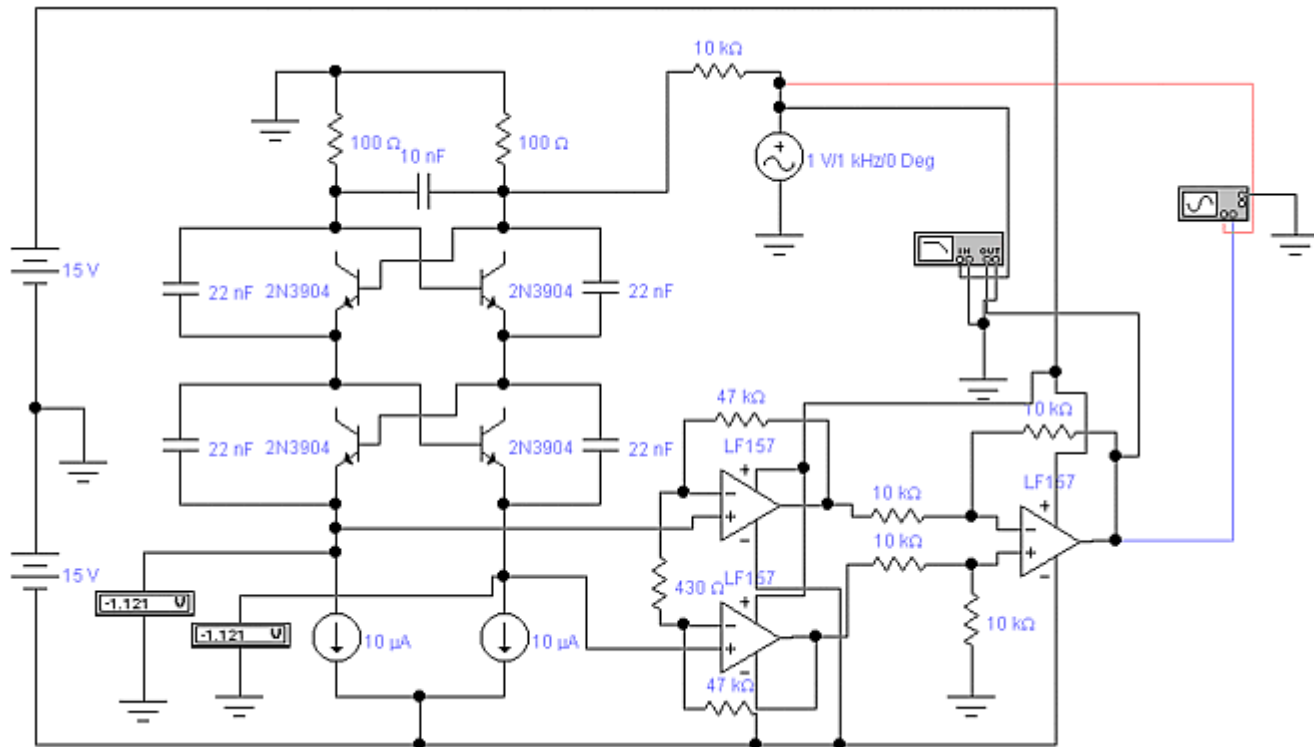 10 kΩ
100 Ω
10 nF
100 Ω
1 V/1 kHz/0 Deg
IN OUT
15 V
22 nF
2N3904
2N3904
22 nF
47 kΩ
10 kΩ
22 nF
2N3904
2N3904
22 nF
LF157
LF157
10 kΩ
10 kΩ
15 V
430 Ω
LF157
-1.121 V
-1.121 V
10 µA
10 µA
10 kΩ
47 kΩ